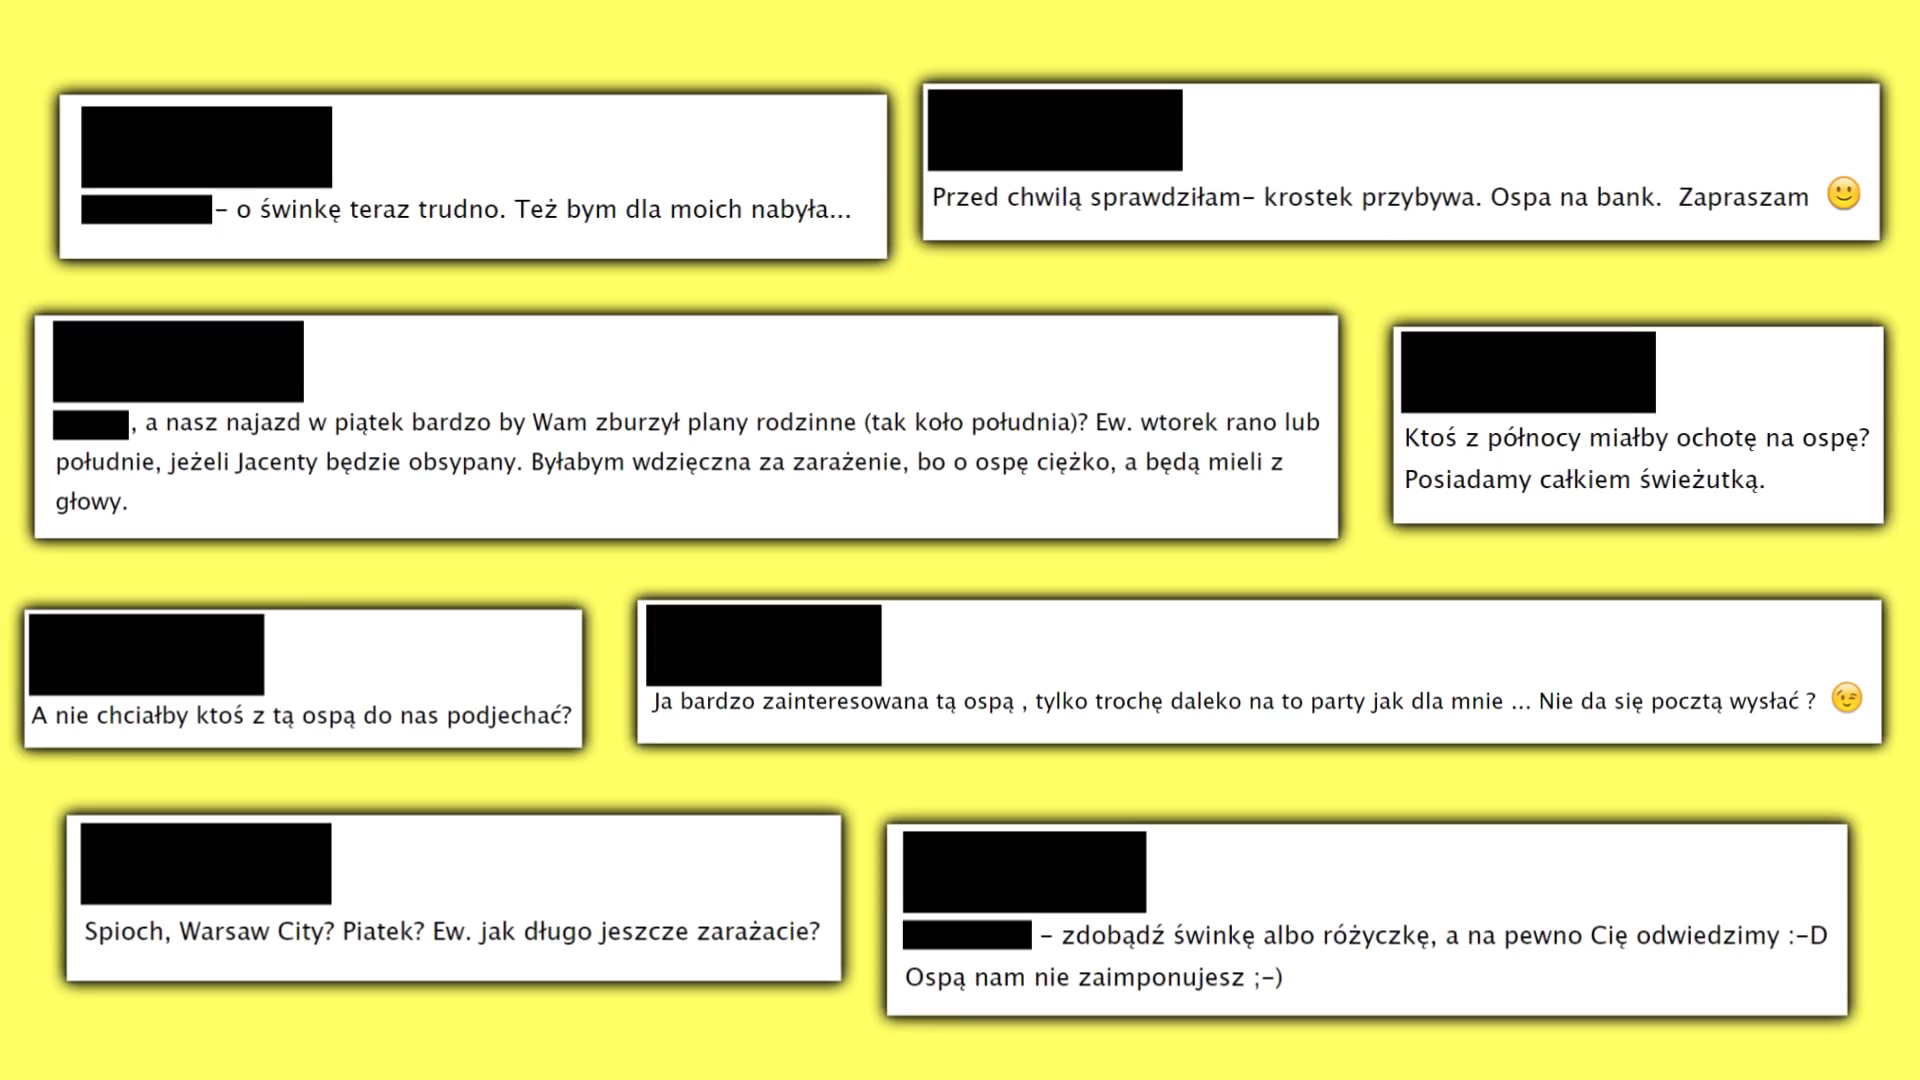 – o świnkę teraz trudno. Też bym dla moich nabyła...
Przed chwilą sprawdziłam– krostek przybywa. Ospa na bank. Zapraszam 🙂
, a nasz najazd w piątek bardzo by Wam zburzył plany rodzinne (tak koło południa)? Ew. wtorek rano lub
południe, jeżeli Jacenty będzie obsypany. Byłabym wdzięczna za zarażenie, bo o ospę ciężko, a będą mieli z
głowy.
Ktoś z północy miałby ochotę na ospę?
Posiadamy całkiem świeżutką.
A nie chciałby ktoś z tą ospą do nas podjechać?
Ja bardzo zainteresowana tą ospą , tylko trochę daleko na to party jak dla mnie ... Nie da się pocztą wysłać ? 😉
Spioch, Warsaw City? Piatek? Ew. jak długo jeszcze zarażacie?
– zdobądź świnkę albo różyczkę, a na pewno Cię odwiedzimy :–D
Ospą nam nie zaimponujesz ;–)